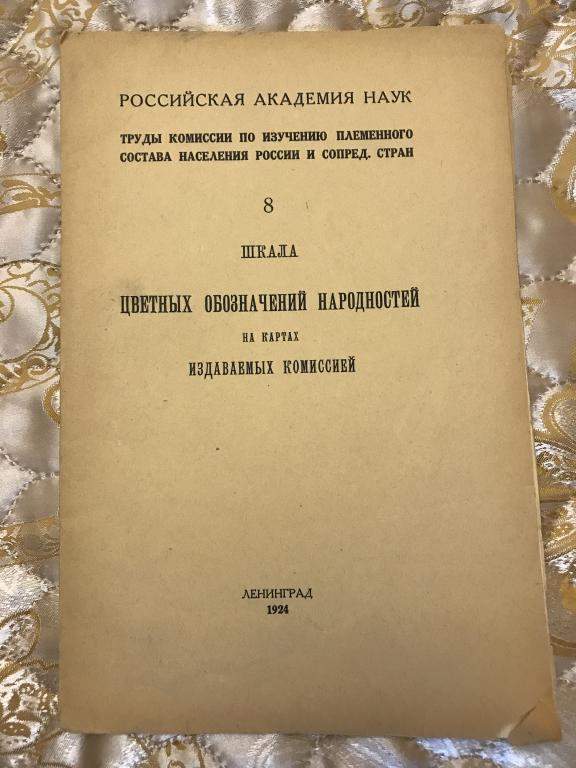 РОССИЙСКАЯ АКАДЕМИЯ НАУК
ТРУДЫ КОМИССИИ ПО ИЗУЧЕНИЮ ПЛЕМЕННОГО
СОСТАВА НАСЕЛЕНИЯ РОССИИ И СОПРЕД. СТРАН
8
ШКАЛА
ЦВЕТНЫХ ОБОЗНАЧЕНИЙ НАРОДНОСТЕЙ
НА КАРТАХ
ИЗДАВАЕМЫХ КОМИССИЕЙ
ЛЕНИНГРАД
1924